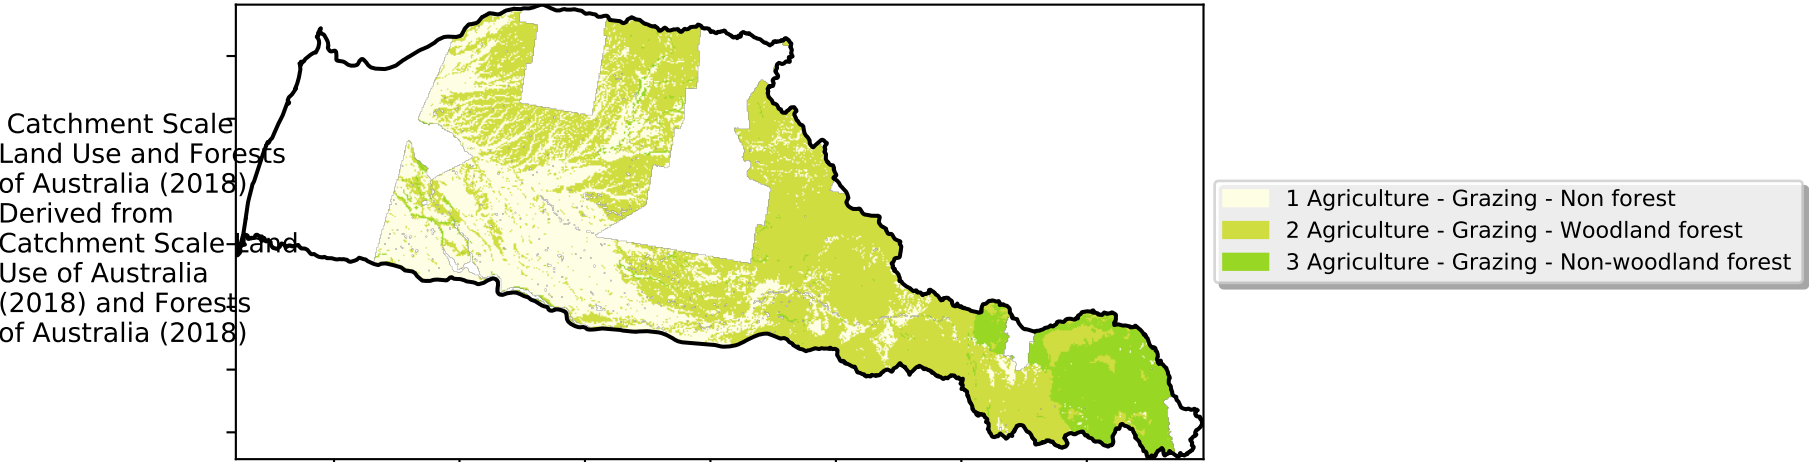 Catchment Scale
Land Use and Forests
of Australia (2018)
Derived from
Catchment Scale Land
Use of Australia
(2018) and Forests
of Australia (2018)
1 Agriculture - Grazing - Non forest
2 Agriculture - Grazing - Woodland forest
3 Agriculture - Grazing - Non-woodland forest